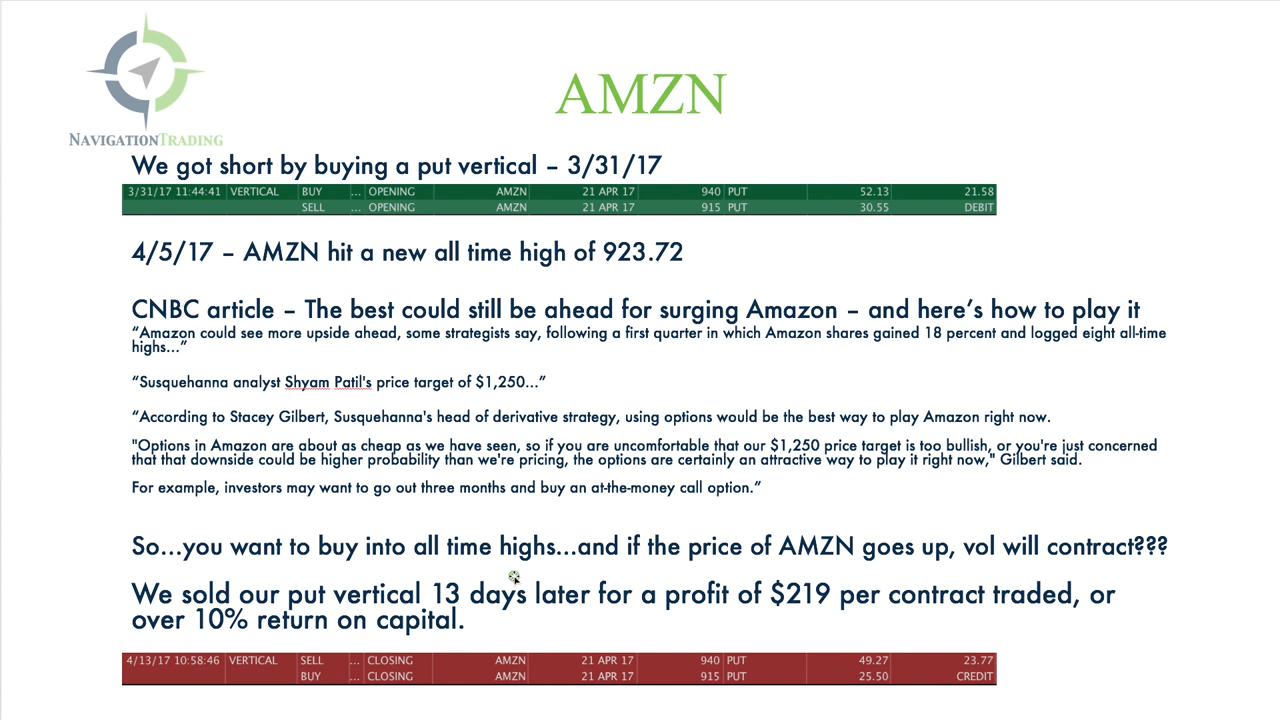 AMZN
NAVIGATIONTRADING
We got short by buying a put vertical – 3/31/17
3/31/17 11:44:41 VERTICAL BUY ... OPENING AMZN 21 APR 17 940 PUT 52.13 21.58
SELL ... OPENING AMZN 21 APR 17 915 PUT 30.55 DEBIT
4/5/17 – AMZN hit a new all time high of 923.72
CNBC article – The best could still be ahead for surging Amazon – and here’s how to play it
“Amazon could see more upside ahead, some strategists say, following a first quarter in which Amazon shares gained 18 percent and logged eight all-time
highs…”
“Susquehanna analyst Shyam Patil's price target of $1,250…”
“According to Stacey Gilbert, Susquehanna's head of derivative strategy, using options would be the best way to play Amazon right now.
"Options in Amazon are about as cheap as we have seen, so if you are uncomfortable that our $1,250 price target is too bullish, or you're just concerned
that that downside could be higher probability than we're pricing, the options are certainly an attractive way to play it right now," Gilbert said.
For example, investors may want to go out three months and buy an at-the-money call option.”
So…you want to buy into all time highs…and if the price of AMZN goes up, vol will contract???
We sold our put vertical 13 days later for a profit of $219 per contract traded, or
over 10% return on capital.
4/13/17 10:58:46 VERTICAL SELL ... CLOSING AMZN 21 APR 17 940 PUT 49.27 23.77
BUY ... CLOSING AMZN 21 APR 17 915 PUT 25.50 CREDIT